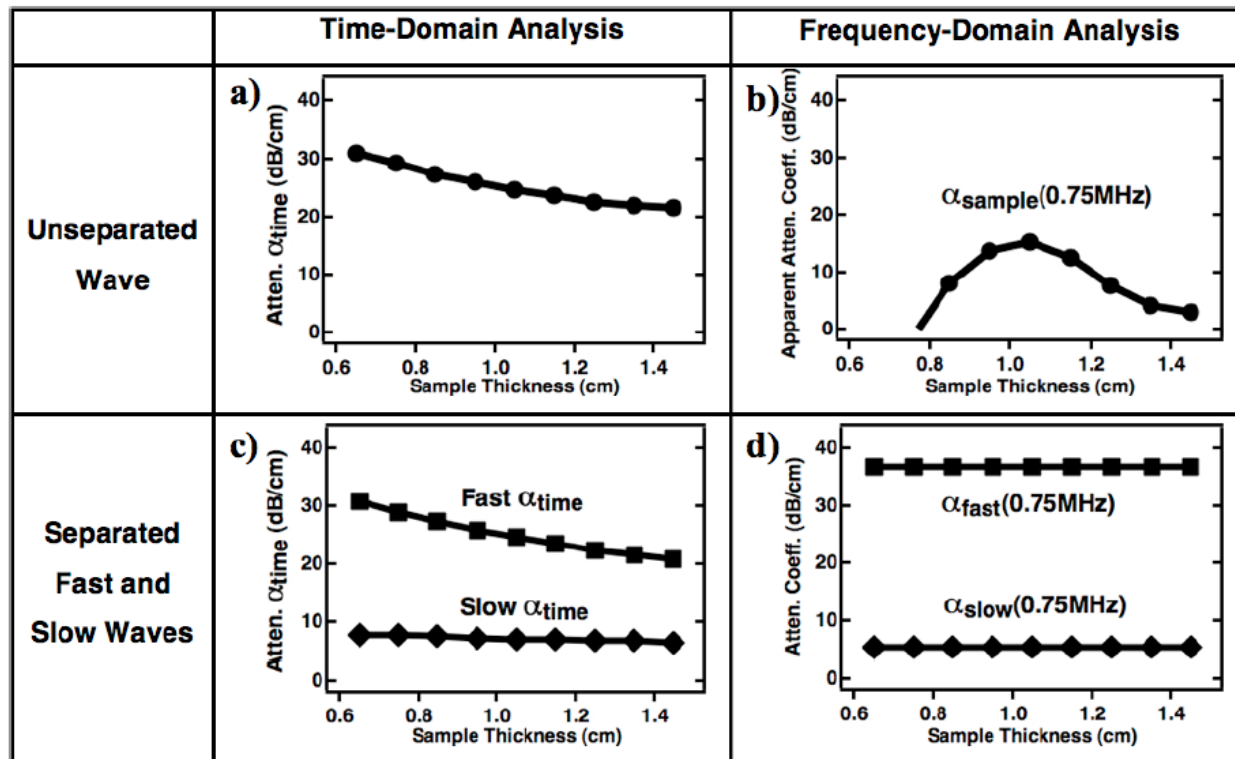 Time-Domain Analysis
Frequency-Domain Analysis
Unseparated
Wave
a)
Atten. αtime (dB/cm)
40
30
20
10
0
0.6 0.8 1.0 1.2 1.4
Sample Thickness (cm)
b)
Apparent Atten. Coeff. (dB/cm)
40
30
20
10
0
αsample(0.75MHz)
0.6 0.8 1.0 1.2 1.4
Sample Thickness (cm)
Separated
Fast and
Slow Waves
c)
Atten. αtime (dB/cm)
40
30
20
10
0
Fast αtime
Slow αtime
0.6 0.8 1.0 1.2 1.4
Sample Thickness (cm)
d)
Atten. Coeff. (dB/cm)
40
30
20
10
0
αfast(0.75MHz)
αslow(0.75MHz)
0.6 0.8 1.0 1.2 1.4
Sample Thickness (cm)